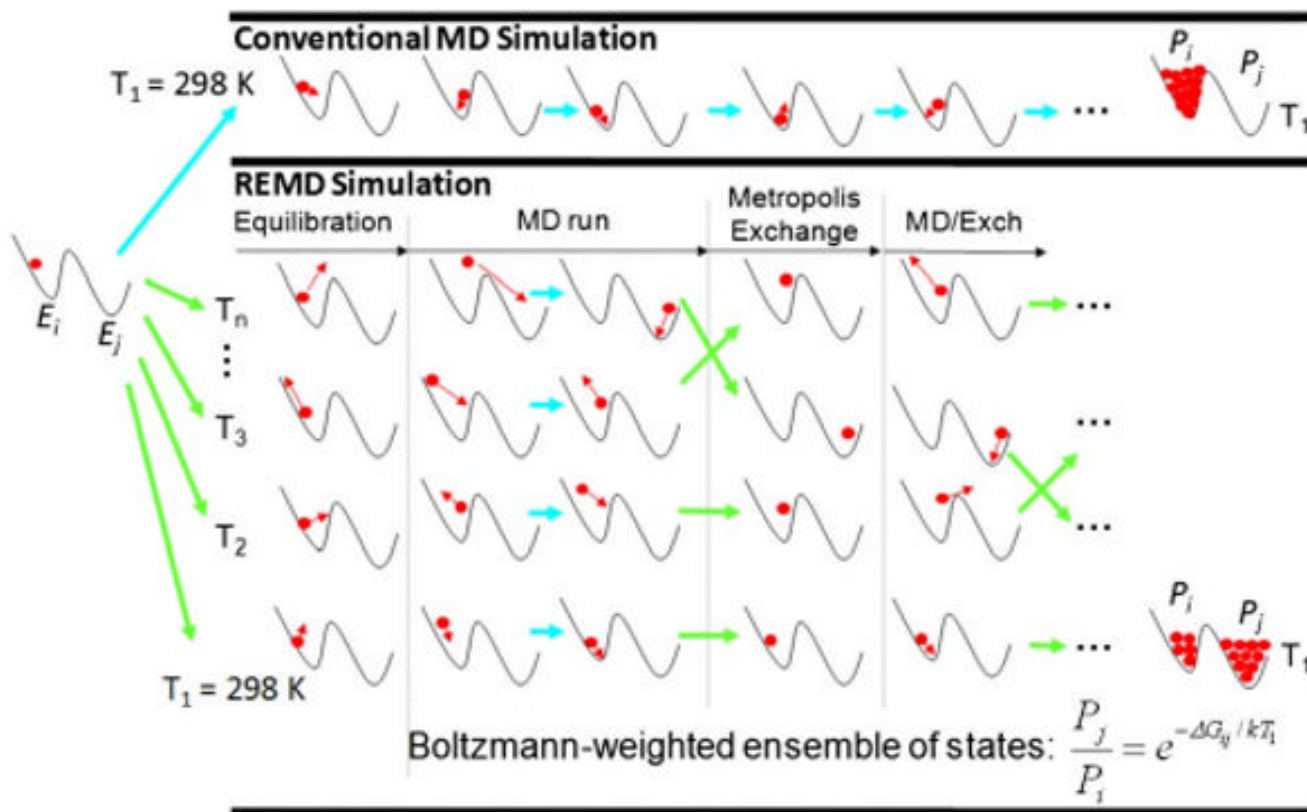 Conventional MD Simulation
T₁ = 298 K
Pᵢ
Pⱼ
...
T₁
REMD Simulation
Equilibration
MD run
Metropolis
Exchange
MD/Exch
Eᵢ
Eⱼ
Tₙ
...
⋮
T₃
...
T₂
...
Pᵢ
Pⱼ
...
T₁
T₁ = 298 K
Boltzmann-weighted ensemble of states: Pⱼ/Pᵢ = e^(-ΔGᵢⱼ/kT₁)